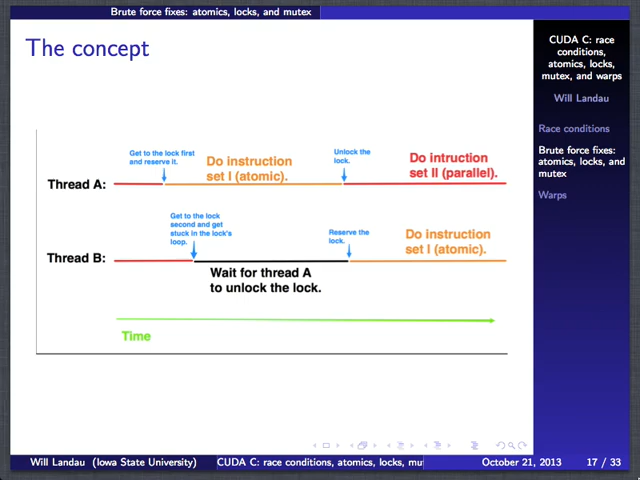 Brute force fixes: atomics, locks, and mutex
The concept
Get to the lock first
and reserve it.
Do instruction
set I (atomic).
Unlock the
lock.
Do intruction
set II (parallel).
Thread A:
Get to the lock
second and get
stuck in the lock's
loop.
Reserve the
lock.
Do instruction
set I (atomic).
Thread B:
Wait for thread A
to unlock the lock.
Time
CUDA C: race
conditions,
atomics, locks,
mutex, and warps
Will Landau
Race conditions
Brute force fixes:
atomics, locks, and
mutex
Warps
Will Landau (Iowa State University)
CUDA C: race conditions, atomics, locks, mu
October 21, 2013
17 / 33